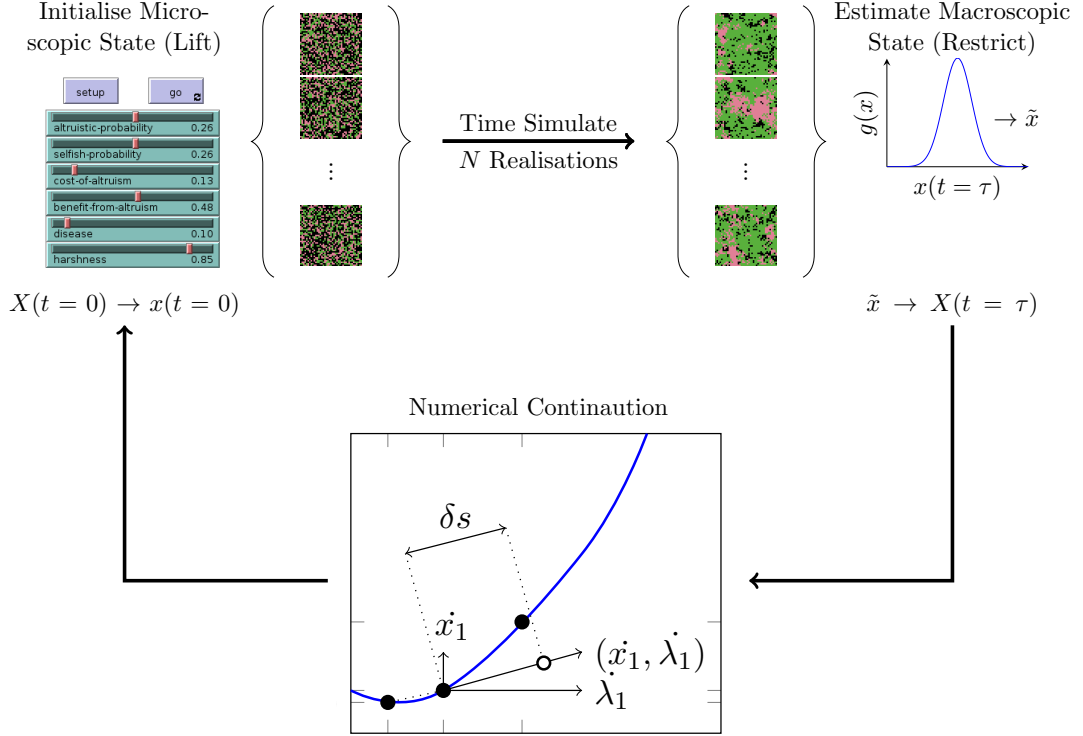 Initialise Micro-
scopic State (Lift)
setup
go
altruistic-probability 0.26
selfish-probability 0.26
cost-of-altruism 0.13
benefit-from-altruism 0.48
disease 0.10
harshness 0.85
X(t = 0) → x(t = 0)
⋮
Time Simulate
N Realisations
⋮
Estimate Macroscopic
State (Restrict)
g(x)
→ x̃
x(t = τ)
x̃ → X(t = τ)
Numerical Continaution
δs
ẋ₁
(ẋ₁, λ̇₁)
λ̇₁